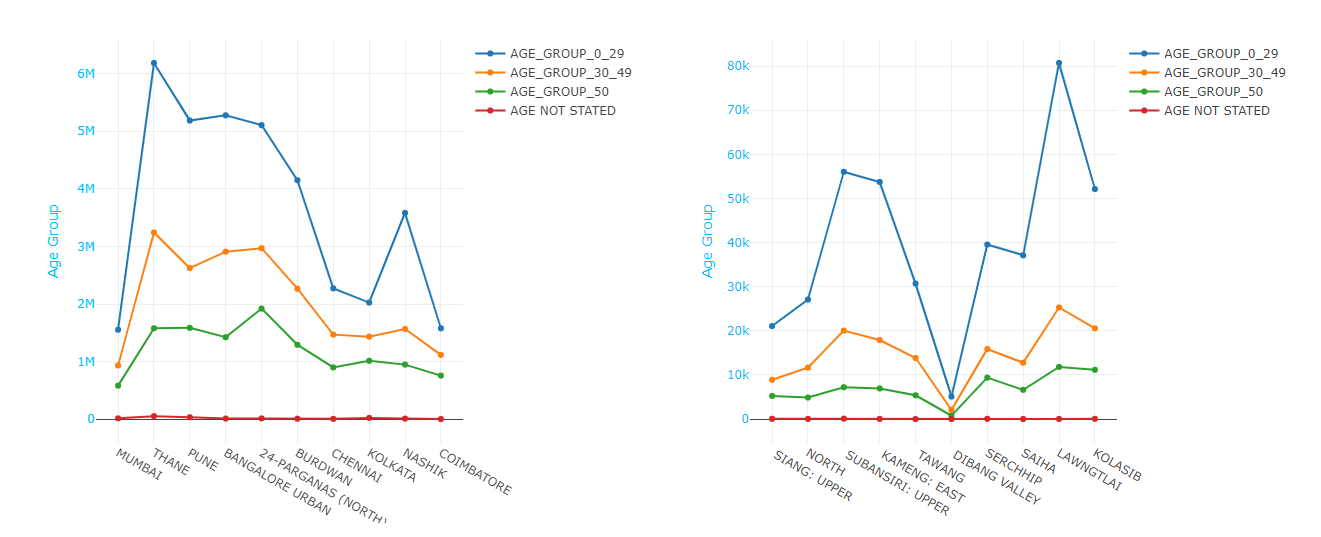 AGE_GROUP_0_29
AGE_GROUP_30_49
AGE_GROUP_50
AGE NOT STATED
6M
5M
4M
3M
2M
1M
0
Age Group
MUMBAI
THANE
PUNE
BANGALORE URBAN
24-PARGANAS (NORTH)
BURDWAN
CHENNAI
KOLKATA
NASHIK
COIMBATORE
AGE_GROUP_0_29
AGE_GROUP_30_49
AGE_GROUP_50
AGE NOT STATED
80k
70k
60k
50k
40k
30k
20k
10k
0
Age Group
SIANG: UPPER
NORTH
SUBANSIRI: UPPER
KAMENG: EAST
TAWANG
DIBANG VALLEY
SERCHHIP
SAIHA
LAWNGTLAI
KOLASIB